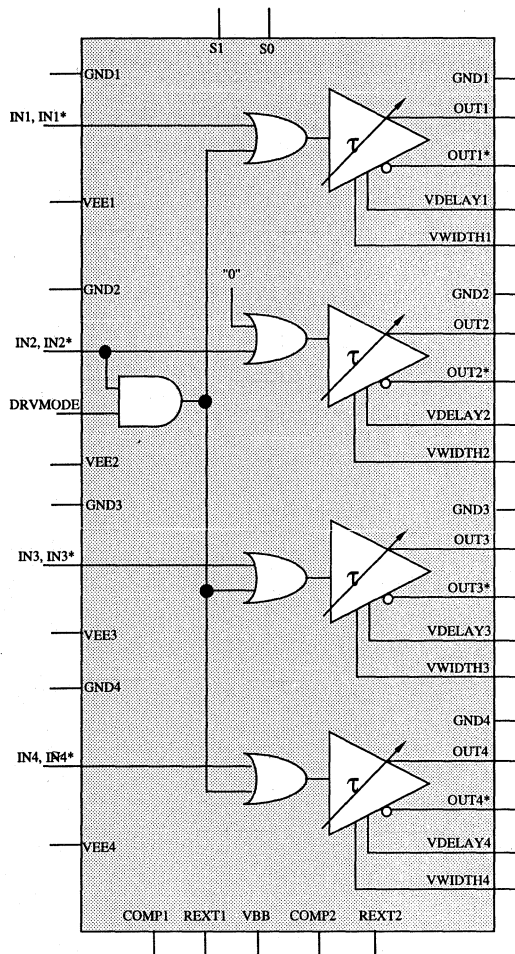 S1 S0
GND1
GND1
IN1, IN1*
OUT1
τ
OUT1*
VEE1
VDELAY1
VWIDTH1
"0"
GND2
GND2
IN2, IN2*
OUT2
τ
OUT2*
DRVMODE
VDELAY2
VEE2
VWIDTH2
GND3
GND3
IN3, IN3*
OUT3
τ
OUT3*
VEE3
VDELAY3
VWIDTH3
GND4
GND4
IN4, IN4*
OUT4
τ
OUT4*
VEE4
VDELAY4
VWIDTH4
COMP1 REXT1 VBB COMP2 REXT2